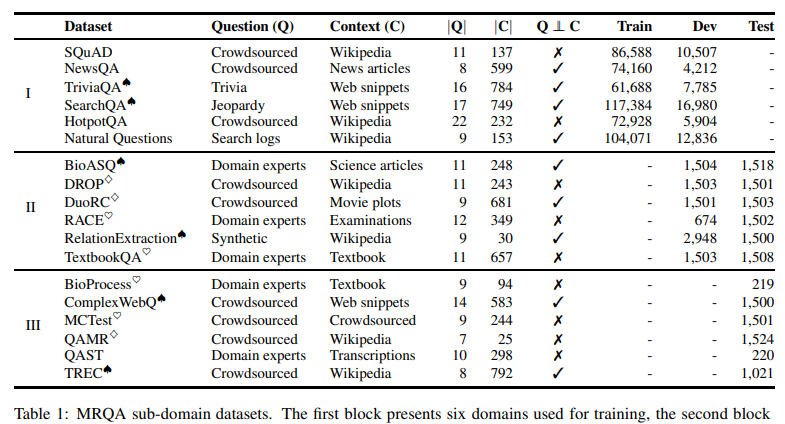 Dataset Question (Q) Context (C) |Q| |C| Q ⫫ C Train Dev Test
SQuAD Crowdsourced Wikipedia 11 137 ✗ 86,588 10,507 -
NewsQA Crowdsourced News articles 8 599 ✓ 74,160 4,212 -
TriviaQA♠ Trivia Web snippets 16 784 ✓ 61,688 7,785 -
I
SearchQA♠ Jeopardy Web snippets 17 749 ✓ 117,384 16,980 -
HotpotQA Crowdsourced Wikipedia 22 232 ✗ 72,928 5,904 -
Natural Questions Search logs Wikipedia 9 153 ✓ 104,071 12,836 -
BioASQ♠ Domain experts Science articles 11 248 ✓ - 1,504 1,518
DROP♢ Crowdsourced Wikipedia 11 243 ✗ - 1,503 1,501
DuoRC♢ Crowdsourced Movie plots 9 681 ✓ - 1,501 1,503
II
RACE♡ Domain experts Examinations 12 349 ✗ - 674 1,502
RelationExtraction♠ Synthetic Wikipedia 9 30 ✓ - 2,948 1,500
TextbookQA♡ Domain experts Textbook 11 657 ✗ - 1,503 1,508
BioProcess♡ Domain experts Textbook 9 94 ✗ - - 219
ComplexWebQ♠ Crowdsourced Web snippets 14 583 ✓ - - 1,500
MCTest♡ Crowdsourced Crowdsourced 9 244 ✗ - - 1,501
III
QAMR♢ Crowdsourced Wikipedia 7 25 ✗ - - 1,524
QAST Domain experts Transcriptions 10 298 ✗ - - 220
TREC♠ Crowdsourced Wikipedia 8 792 ✓ - - 1,021
Table 1: MRQA sub-domain datasets. The first block presents six domains used for training, the second block